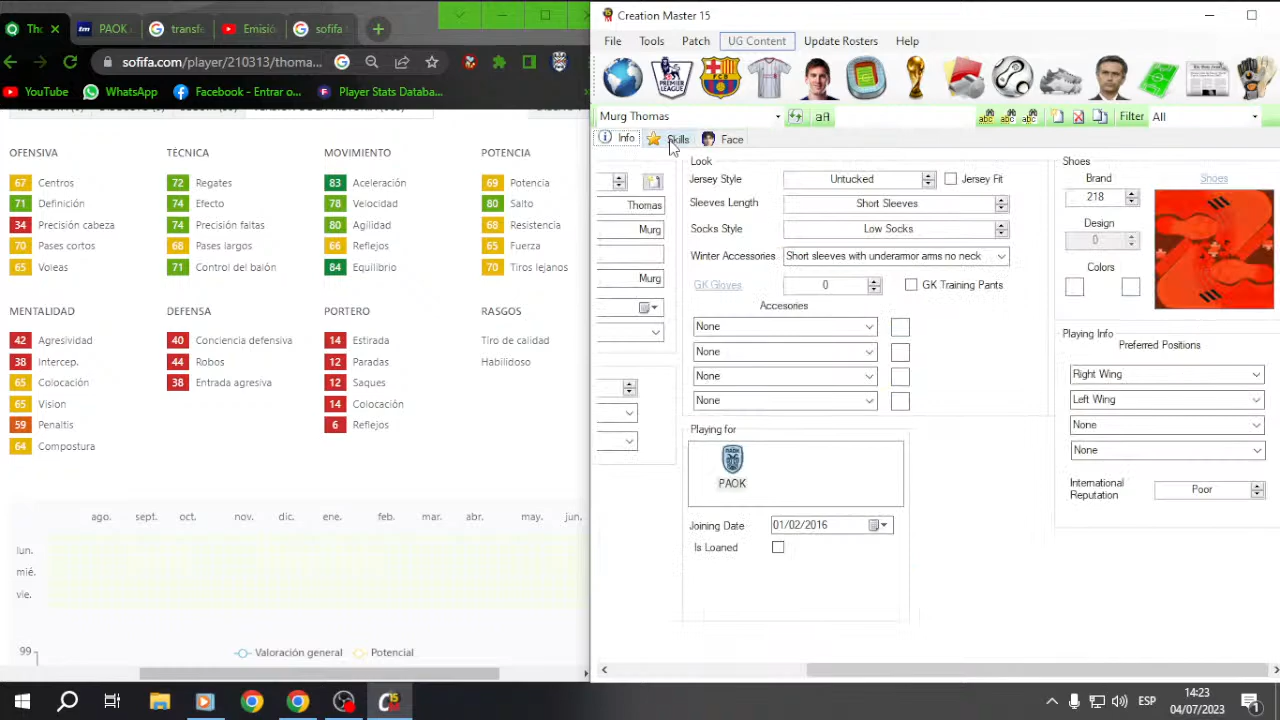 Tho
PAOK
transfe
Emisió
sofifa
Creation Master 15
sofifa.com/player/210313/thoma...
File Tools Patch UG Content Update Rosters Help
YouTube WhatsApp Facebook - Entrar o... Player Stats Databa...
Murg Thomas
Filter All
Info Skills Face
OFENSIVA
67 Centros
71 Definición
34 Precisión cabeza
70 Pases cortos
65 Voleas
TÉCNICA
72 Regates
74 Efecto
74 Precisión faltas
68 Pases largos
71 Control del balón
MOVIMIENTO
83 Aceleración
78 Velocidad
80 Agilidad
66 Reflejos
84 Equilibrio
POTENCIA
69 Potencia
80 Salto
68 Resistencia
65 Fuerza
70 Tiros lejanos
MENTALIDAD
42 Agresividad
38 Intercep.
65 Colocación
65 Vision
59 Penaltis
64 Compostura
DEFENSA
40 Conciencia defensiva
44 Robos
38 Entrada agresiva
PORTERO
14 Estirada
12 Paradas
12 Saques
14 Colocación
6 Reflejos
RASGOS
Tiro de calidad
Habilidoso
ago. sept. oct. nov. dic. ene. feb. mar. abr. may. jun.
lun.
mié.
vie.
99
Valoración general Potencial
Thomas
Murg
Murg
Look
Jersey Style Untucked Jersey Fit
Sleeves Length Short Sleeves
Socks Style Low Socks
Winter Accessories Short sleeves with underarmor arms no neck
GK Gloves 0 GK Training Pants
Accesories
None
None
None
None
Playing for
PAOK
Joining Date 01/02/2016
Is Loaned
Shoes
Brand Shoes
218
Design
0
Colors
Playing Info
Preferred Positions
Right Wing
Left Wing
None
None
International
Reputation Poor
ESP
14:23
04/07/2023
1